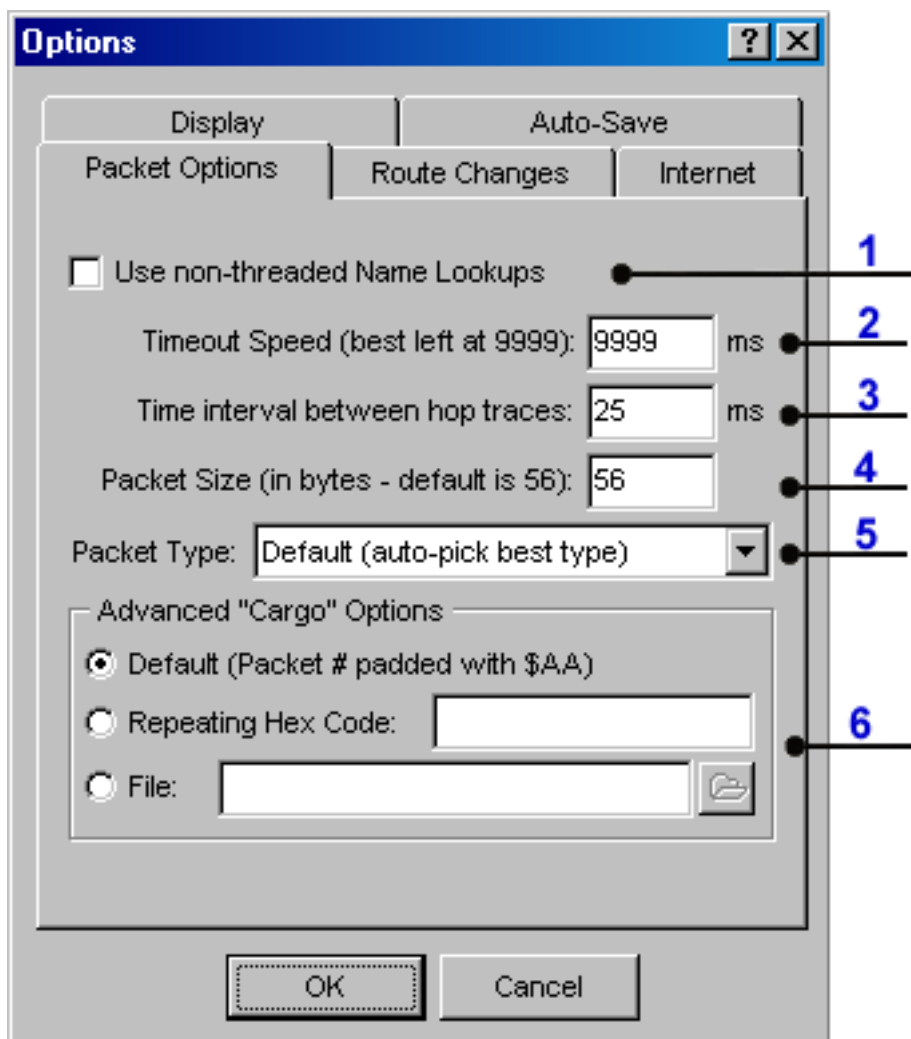 Options
Display Auto-Save
Packet Options Route Changes Internet
Use non-threaded Name Lookups 1
Timeout Speed (best left at 9999): 9999 ms 2
Time interval between hop traces: 25 ms 3
Packet Size (in bytes - default is 56): 56 4
Packet Type: Default (auto-pick best type) 5
Advanced "Cargo" Options
Default (Packet # padded with $AA)
Repeating Hex Code: 6
File:
OK Cancel